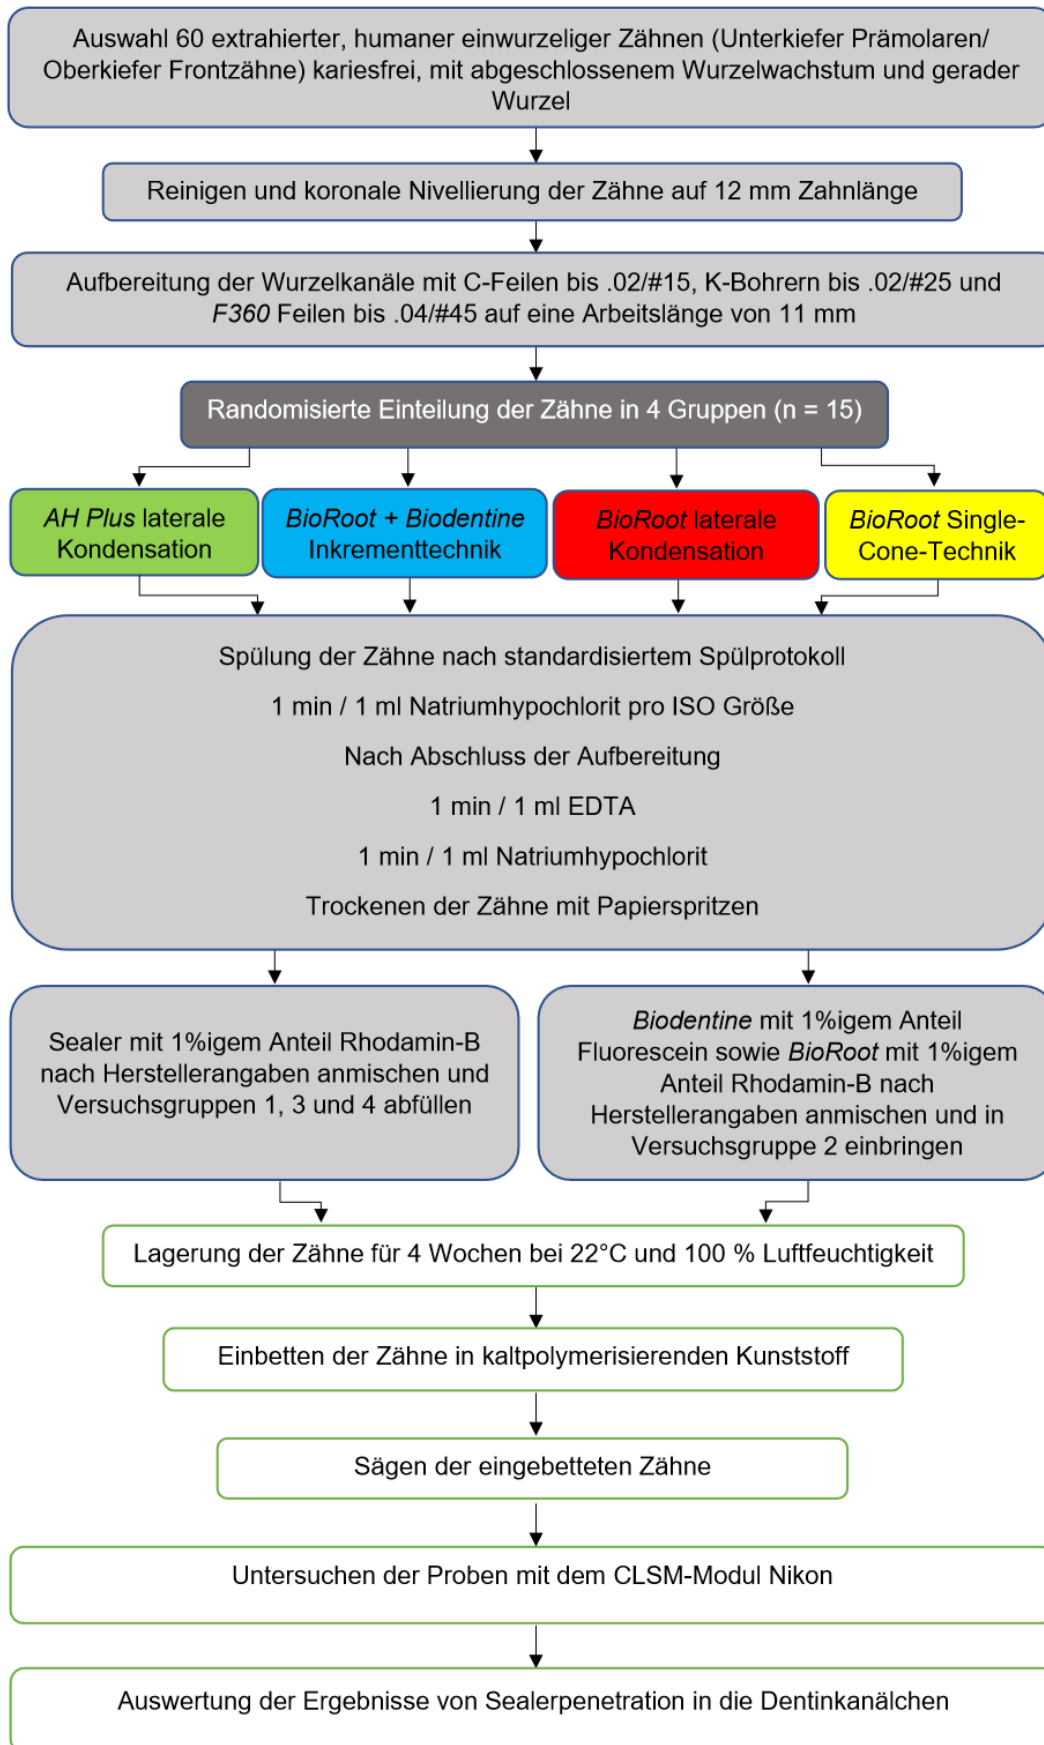 Auswahl 60 extrahierter, humaner einwurzeliger Zähnen (Unterkiefer Prämolaren/
Oberkiefer Frontzähne) kariesfrei, mit abgeschlossenem Wurzelwachstum und gerader
Wurzel
Reinigen und koronale Nivellierung der Zähne auf 12 mm Zahnlänge
Aufbereitung der Wurzelkanäle mit C-Feilen bis .02/#15, K-Bohrern bis .02/#25 und
F360 Feilen bis .04/#45 auf eine Arbeitslänge von 11 mm
Randomisierte Einteilung der Zähne in 4 Gruppen (n = 15)
AH Plus laterale
Kondensation
BioRoot + Biodentine
Inkrementtechnik
BioRoot laterale
Kondensation
BioRoot Single-
Cone-Technik
Spülung der Zähne nach standardisiertem Spülprotokoll
1 min / 1 ml Natriumhypochlorit pro ISO Größe
Nach Abschluss der Aufbereitung
1 min / 1 ml EDTA
1 min / 1 ml Natriumhypochlorit
Trockenen der Zähne mit Papierspritzen
Sealer mit 1%igem Anteil Rhodamin-B
nach Herstellerangaben anmischen und
Versuchsgruppen 1, 3 und 4 abfüllen
Biodentine mit 1%igem Anteil
Fluorescein sowie BioRoot mit 1%igem
Anteil Rhodamin-B nach
Herstellerangaben anmischen und in
Versuchsgruppe 2 einbringen
Lagerung der Zähne für 4 Wochen bei 22°C und 100 % Luftfeuchtigkeit
Einbetten der Zähne in kaltpolymerisierenden Kunststoff
Sägen der eingebetteten Zähne
Untersuchen der Proben mit dem CLSM-Modul Nikon
Auswertung der Ergebnisse von Sealerpenetration in die Dentinkanälchen